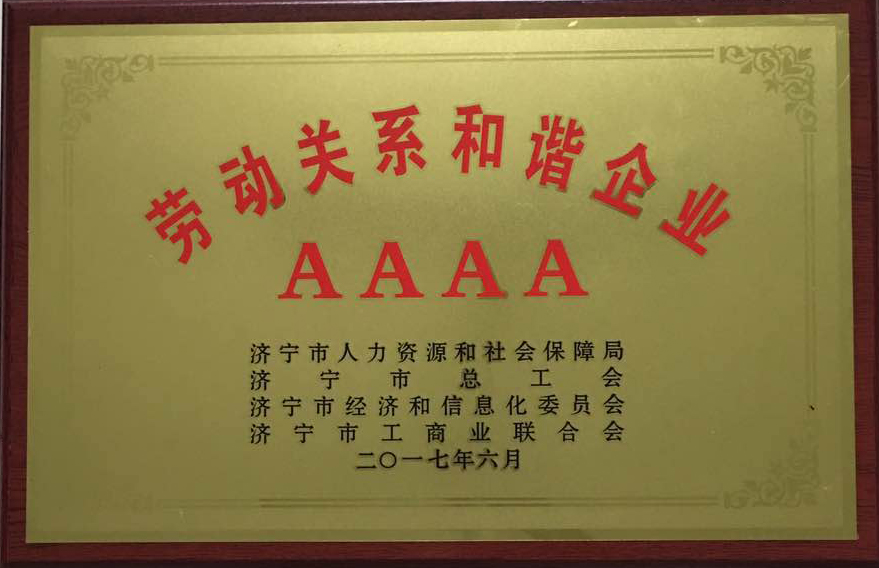 劳动关系和谐企业
AAAA
济宁市人力资源和社会保障局
济宁市总工会
济宁市经济和信息化委员会
济宁市工商业联合会
二〇一七年六月